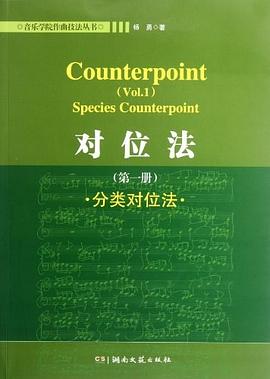 ◎音乐学院作曲技法丛书◎
杨 勇◎著
Counterpoint
(Vol.1)
Species Counterpoint
对位法
(第一册)
·分类对位法·
CS 湖南文艺出版社